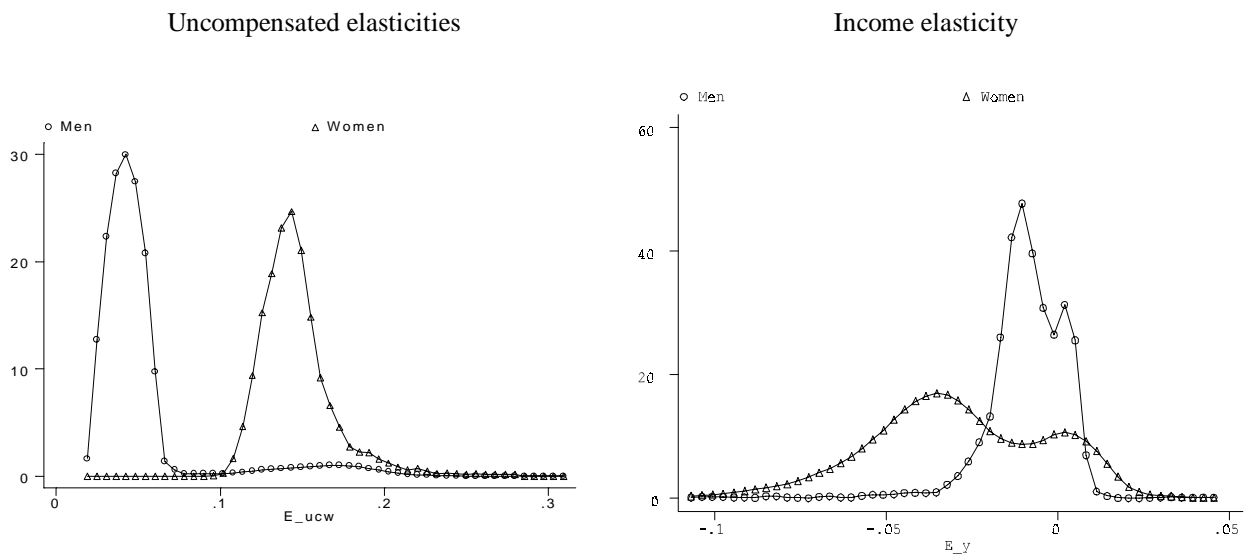 Uncompensated elasticities
Income elasticity
○ Men △ Women
30
20
10
0
0 .1 .2 .3
E_ucw
○ Men △ Women
60
40
20
0
-.1 -.05 0 .05
E_y